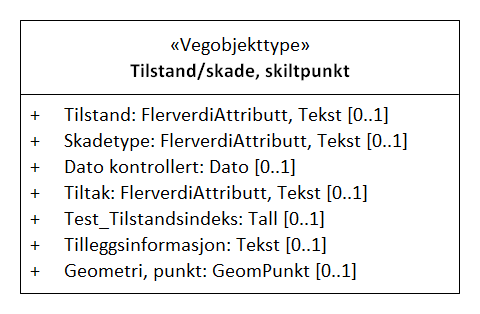 «Vegobjekttype»
Tilstand/skade, skiltpunkt
+ Tilstand: FlerverdiAttributt, Tekst [0..1]
+ Skadetype: FlerverdiAttributt, Tekst [0..1]
+ Dato kontrollert: Dato [0..1]
+ Tiltak: FlerverdiAttributt, Tekst [0..1]
+ Test_Tilstandsindeks: Tall [0..1]
+ Tilleggsinformasjon: Tekst [0..1]
+ Geometri, punkt: GeomPunkt [0..1]